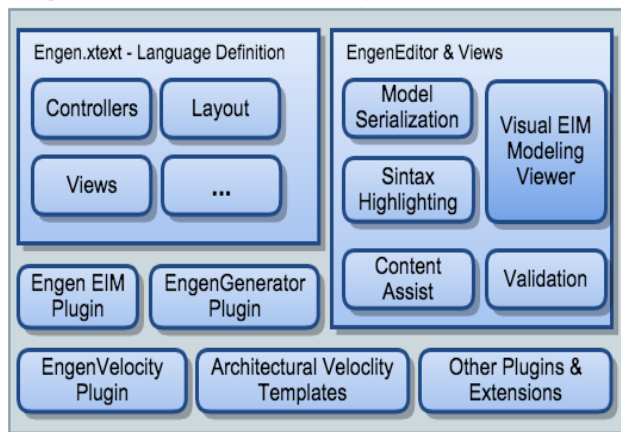 Engen.xtext - Language Definition
Controllers
Layout
Views
...
EngenEditor & Views
Model
Serialization
Visual EIM
Modeling
Viewer
Sintax
Highlighting
Content
Assist
Validation
Engen EIM
Plugin
EngenGenerator
Plugin
EngenVelocity
Plugin
Architectural Veloclity
Templates
Other Plugins &
Extensions